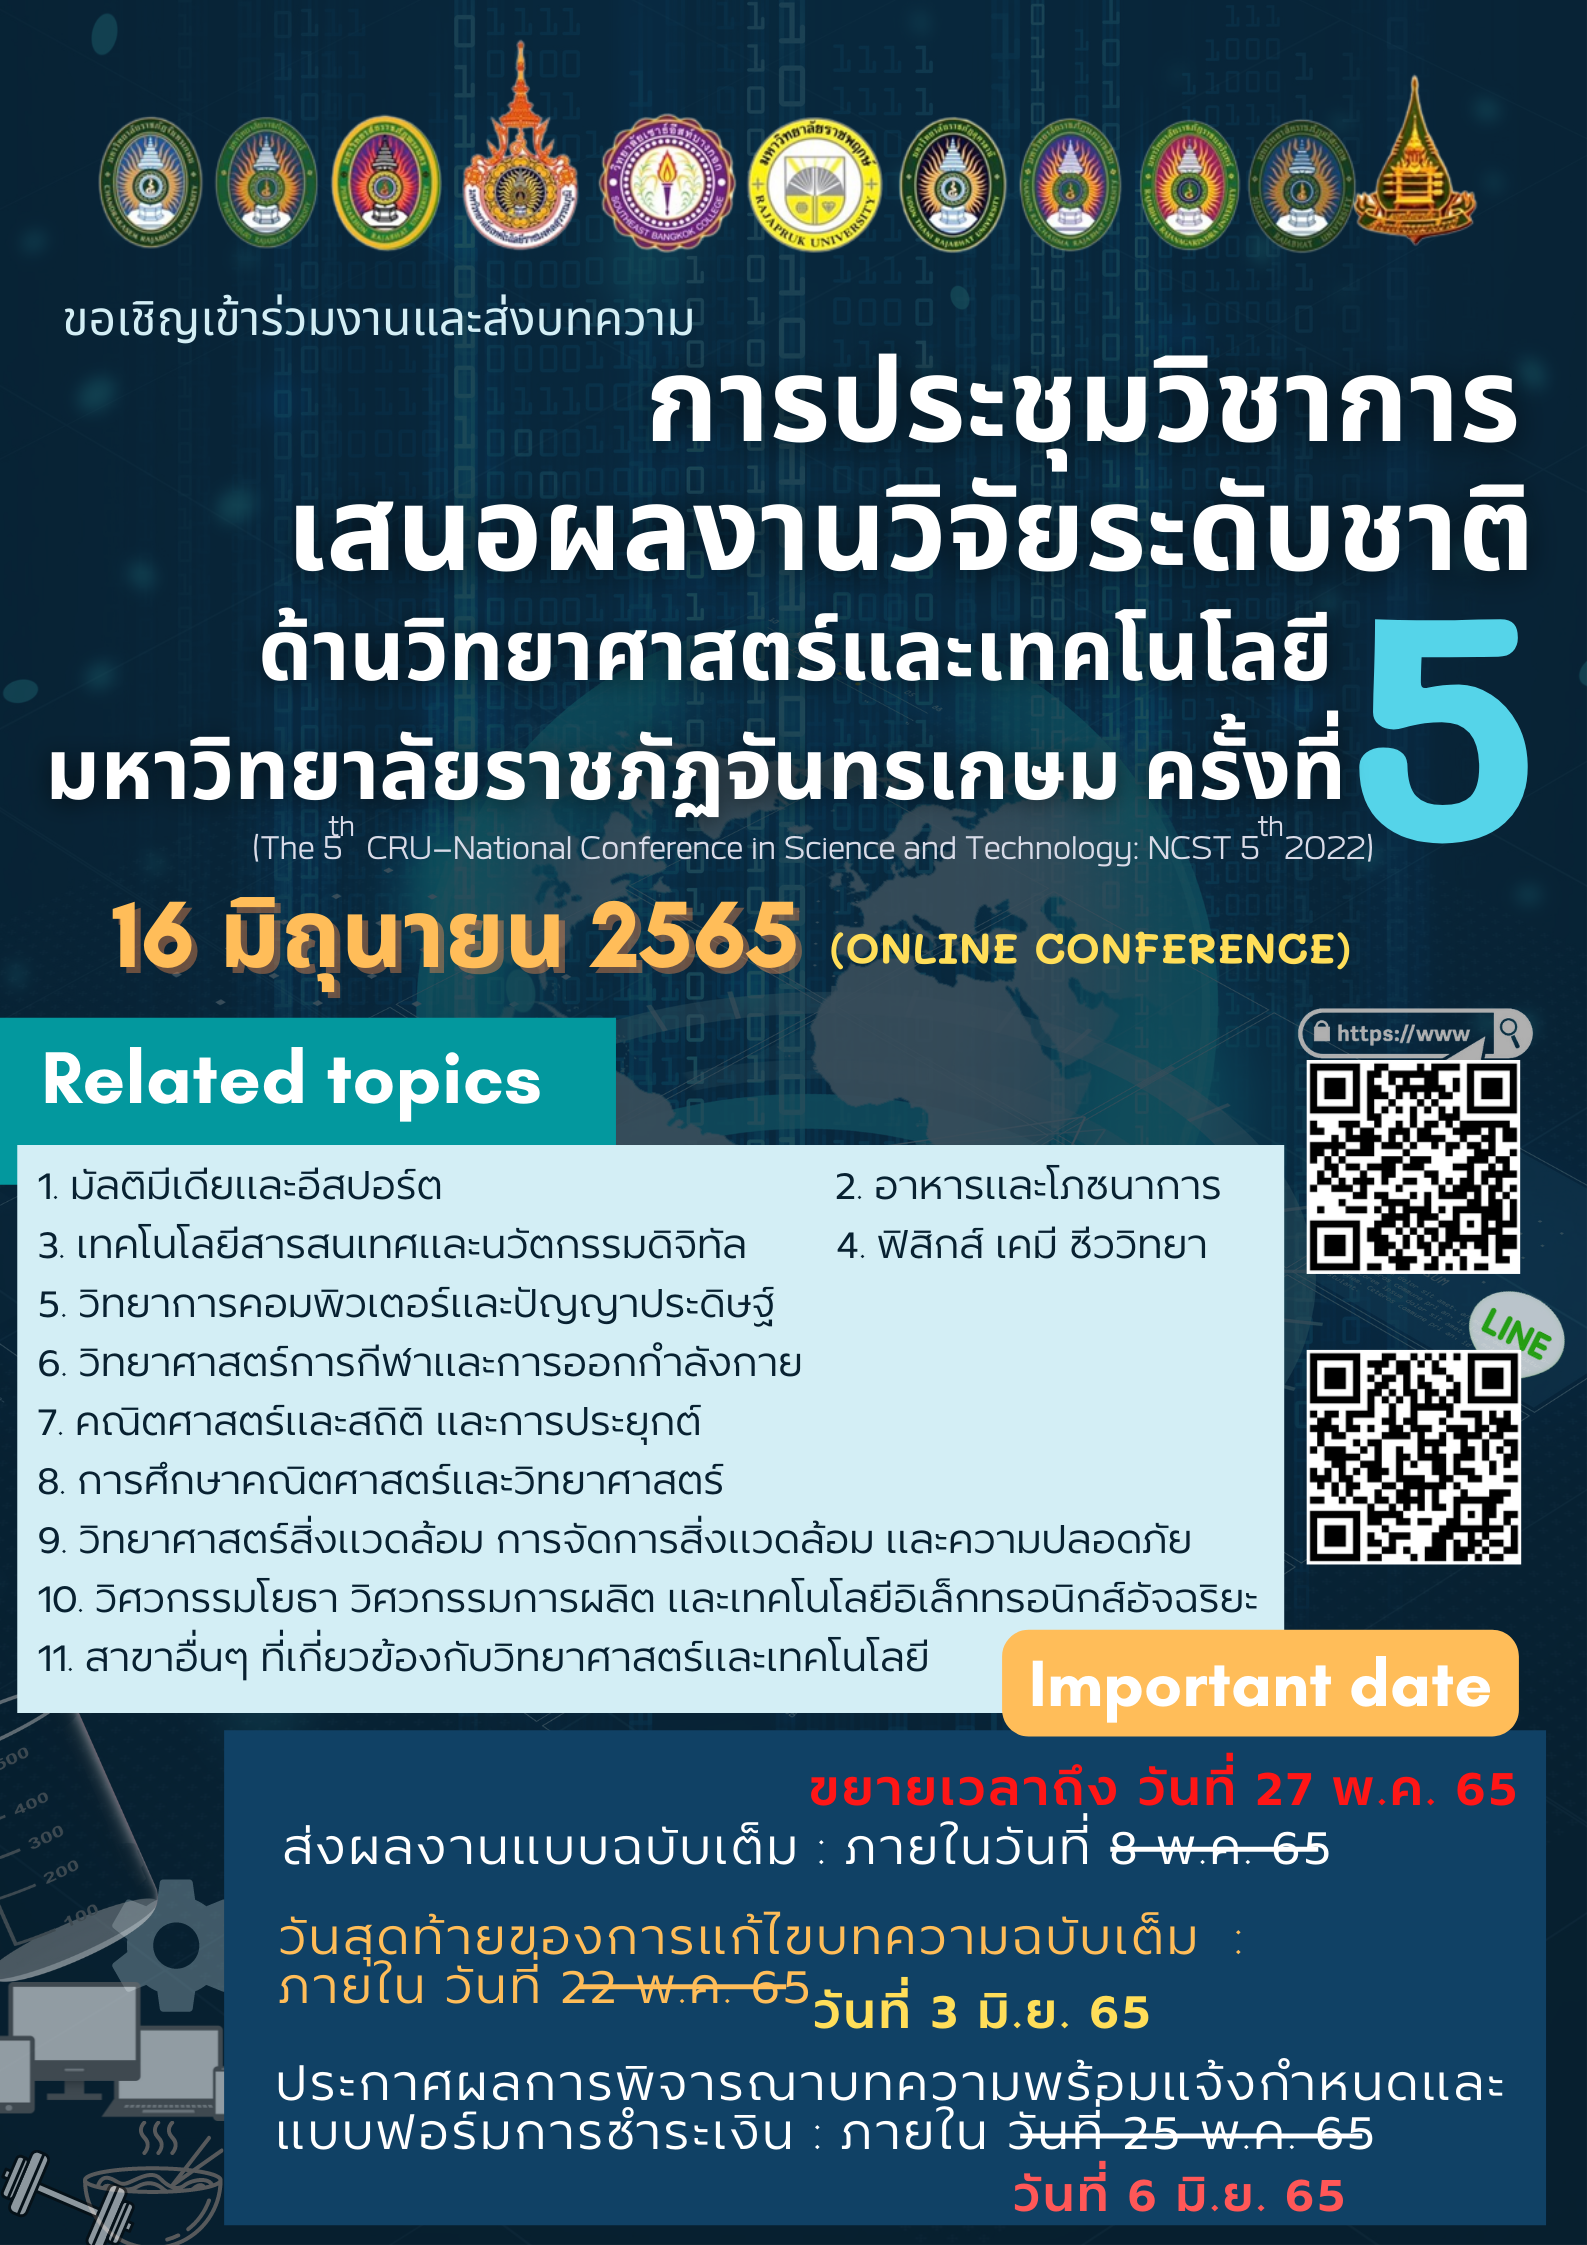 มหาวิทยาลัยราชพฤกษ์
RAJAPRUK UNIVERSITY
SOUTHEAST BANGKOK COLLEGE
ขอเชิญเข้าร่วมงานและส่งบทความ
การประชุมวิชาการ
เสนอผลงานวิจัยระดับชาติ
ด้านวิทยาศาสตร์และเทคโนโลยี
มหาวิทยาลัยราชภัฏจันทรเกษม ครั้งที่ 5
(The 5th CRU-National Conference in Science and Technology: NCST 5th 2022)
16 มิถุนายน 2565 (ONLINE CONFERENCE)
https://www
Related topics
1. มัลติมีเดียและอีสปอร์ต
2. อาหารและโภชนาการ
3. เทคโนโลยีสารสนเทศและนวัตกรรมดิจิทัล
4. ฟิสิกส์ เคมี ชีววิทยา
5. วิทยาการคอมพิวเตอร์และปัญญาประดิษฐ์
6. วิทยาศาสตร์การกีฬาและการออกกำลังกาย
7. คณิตศาสตร์และสถิติ และการประยุกต์
8. การศึกษาคณิตศาสตร์และวิทยาศาสตร์
9. วิทยาศาสตร์สิ่งแวดล้อม การจัดการสิ่งแวดล้อม และความปลอดภัย
10. วิศวกรรมโยธา วิศวกรรมการผลิต และเทคโนโลยีอิเล็กทรอนิกส์อัจฉริยะ
11. สาขาอื่นๆ ที่เกี่ยวข้องกับวิทยาศาสตร์และเทคโนโลยี
LINE
Important date
ขยายเวลาถึง วันที่ 27 พ.ค. 65
ส่งผลงานแบบฉบับเต็ม : ภายในวันที่ 8 พ.ค. 65
วันสุดท้ายของการแก้ไขบทความฉบับเต็ม :
ภายใน วันที่ 22 พ.ค. 65
วันที่ 3 มิ.ย. 65
ประกาศผลการพิจารณาบทความพร้อมแจ้งกำหนดและ
แบบฟอร์มการชำระเงิน : ภายใน วันที่ 25 พ.ค. 65
วันที่ 6 มิ.ย. 65
500
400
300
200
100